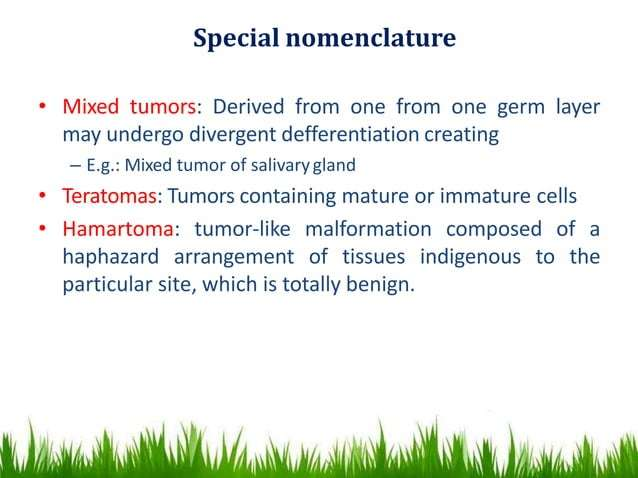 Special nomenclature
• Mixed tumors: Derived from one from one germ layer
may undergo divergent defferentiation creating
– E.g.: Mixed tumor of salivary gland
• Teratomas: Tumors containing mature or immature cells
• Hamartoma: tumor-like malformation composed of a
haphazard arrangement of tissues indigenous to the
particular site, which is totally benign.